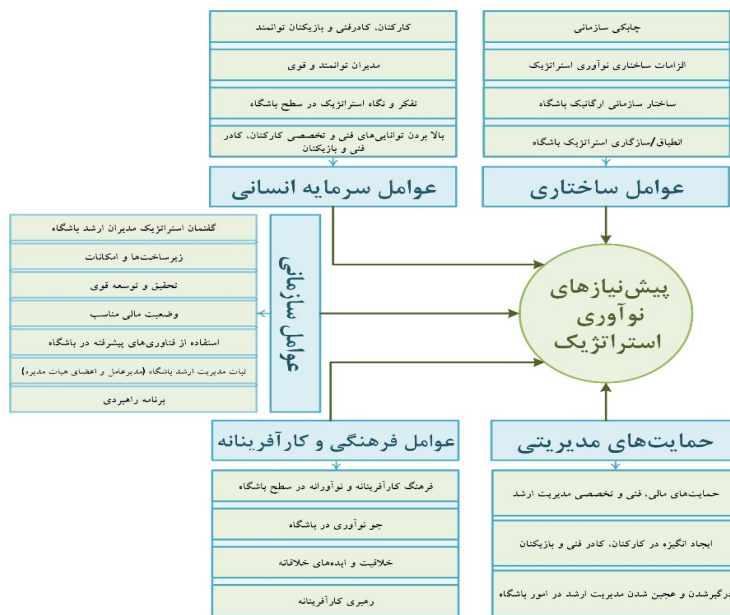 چابکی سازمانی
الزامات ساختاری نوآوری استراتژیک
ساختار سازمانی ارگانیک باشگاه
انطباق/سازگاری استراتژیک باشگاه
عوامل ساختاری
کارکنان، کادرفنی و بازیکنان توانمند
مدیران توانمند و قوی
تفکر و نگاه استراتژیک در سطح باشگاه
بالا بردن توانایی‌های فنی و تخصصی کارکنان، کادر
فنی و بازیکنان
عوامل سرمایه انسانی
پیش‌نیازهای
نوآوری
استراتژیک
عوامل سازمانی
گفتمان استراتژیک مدیران ارشد باشگاه
زیرساخت‌ها و امکانات
تحقیق و توسعه قوی
وضعیت مالی مناسب
استفاده از فناوری‌های پیشرفته در باشگاه
ثبات مدیریت ارشد باشگاه (مدیرعامل و اعضای هیات مدیره)
برنامه راهبردی
حمایت‌های مدیریتی
حمایت‌های مالی، فنی و تخصصی مدیریت ارشد
ایجاد انگیزه در کارکنان، کادر فنی و بازیکنان
درگیرشدن و عجین شدن مدیریت ارشد در امور باشگاه
عوامل فرهنگی و کارآفرینانه
فرهنگ کارآفرینانه و نوآورانه در سطح باشگاه
جو نوآوری در باشگاه
خلاقیت و ایده‌های خلاقانه
رهبری کارآفرینانه